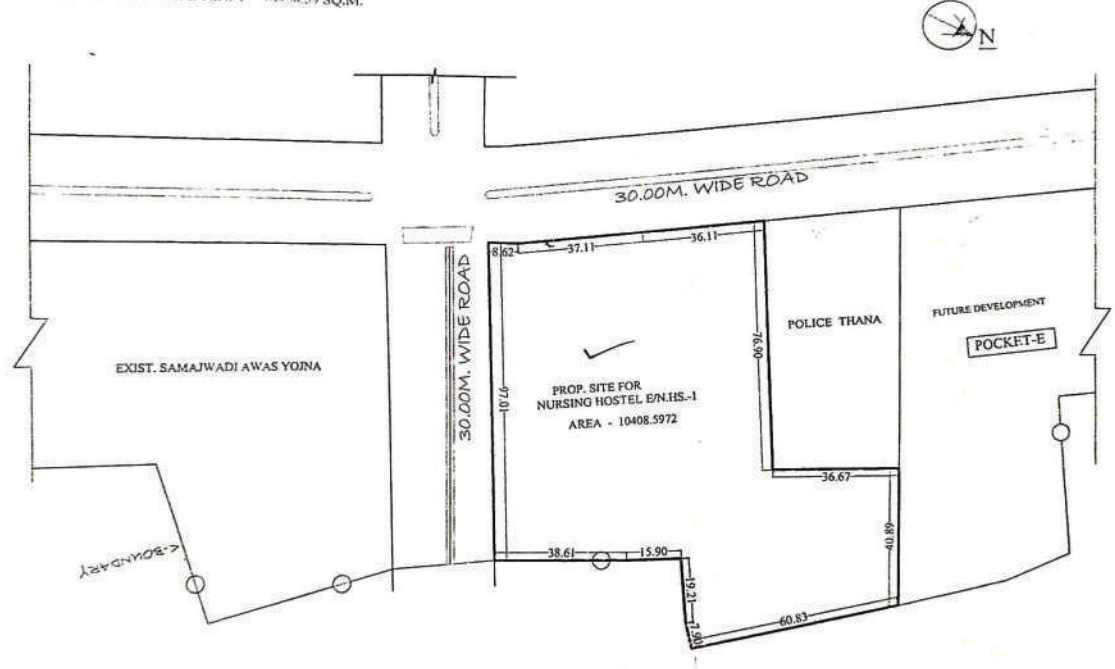 SQ.M.
N
30.00M. WIDE ROAD
8.62
37.11
36.11
30.00M. WIDE ROAD
97.01
76.90
POLICE THANA
FUTURE DEVELOPMENT
POCKET-E
EXIST. SAMAJWADI AWAS YOJNA
PROP. SITE FOR
NURSING HOSTEL E/N.HS.-1
AREA - 10408.5972
36.67
40.89
38.61
15.90
19.21
7.90
60.83
BOUNDARY